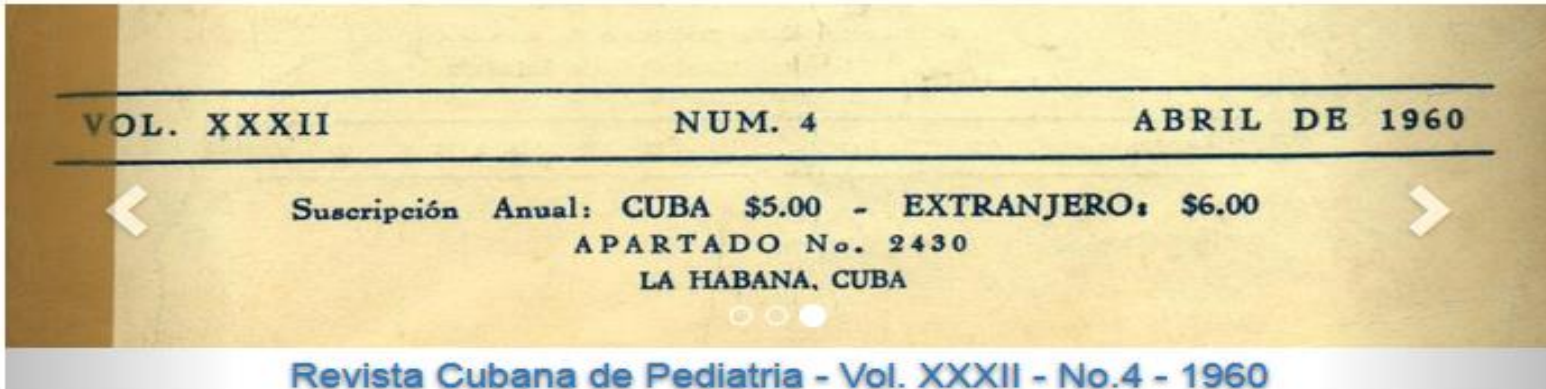 VOL. XXXII NUM. 4 ABRIL DE 1960
Suscripción Anual: CUBA $5.00 - EXTRANJERO: $6.00
APARTADO No. 2430
LA HABANA, CUBA
Revista Cubana de Pediatria - Vol. XXXII - No.4 - 1960